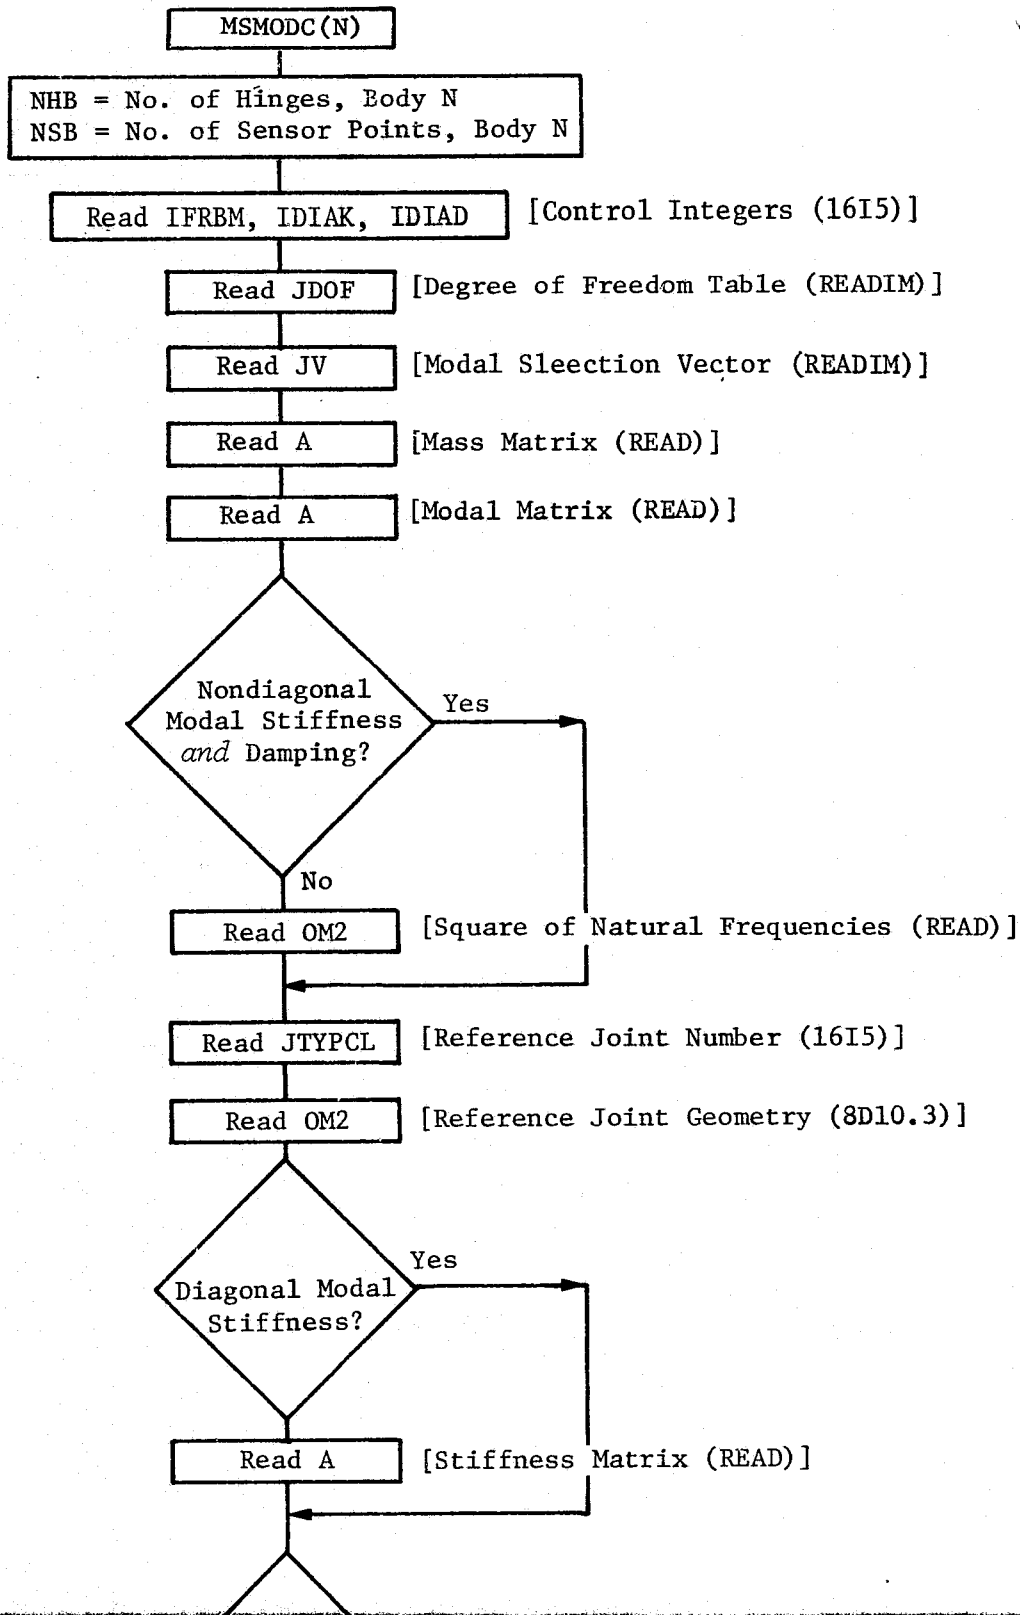 MSMODC(N)
NHB = No. of Hinges, Body N
NSB = No. of Sensor Points, Body N
Read IFRBM, IDIAK, IDIAD [Control Integers (16I5)]
Read JDOF [Degree of Freedom Table (READIM)]
Read JV [Modal Sleection Vector (READIM)]
Read A [Mass Matrix (READ)]
Read A [Modal Matrix (READ)]
Nondiagonal
Modal Stiffness
and Damping?
Yes
No
Read OM2 [Square of Natural Frequencies (READ)]
Read JTYPCL [Reference Joint Number (16I5)]
Read OM2 [Reference Joint Geometry (8D10.3)]
Yes
Diagonal Modal
Stiffness?
Read A [Stiffness Matrix (READ)]